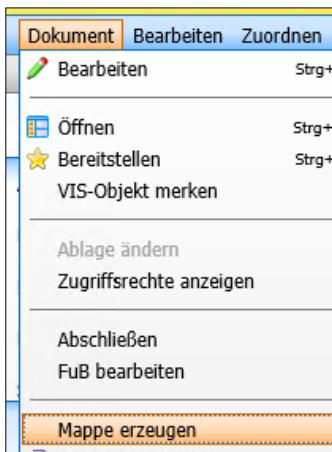 Dokument Bearbeiten Zuordnen
Bearbeiten Strg+
Öffnen Strg+
Bereitstellen Strg+
VIS-Objekt merken
Ablage ändern
Zugriffsrechte anzeigen
Abschließen
FuB bearbeiten
Mappe erzeugen